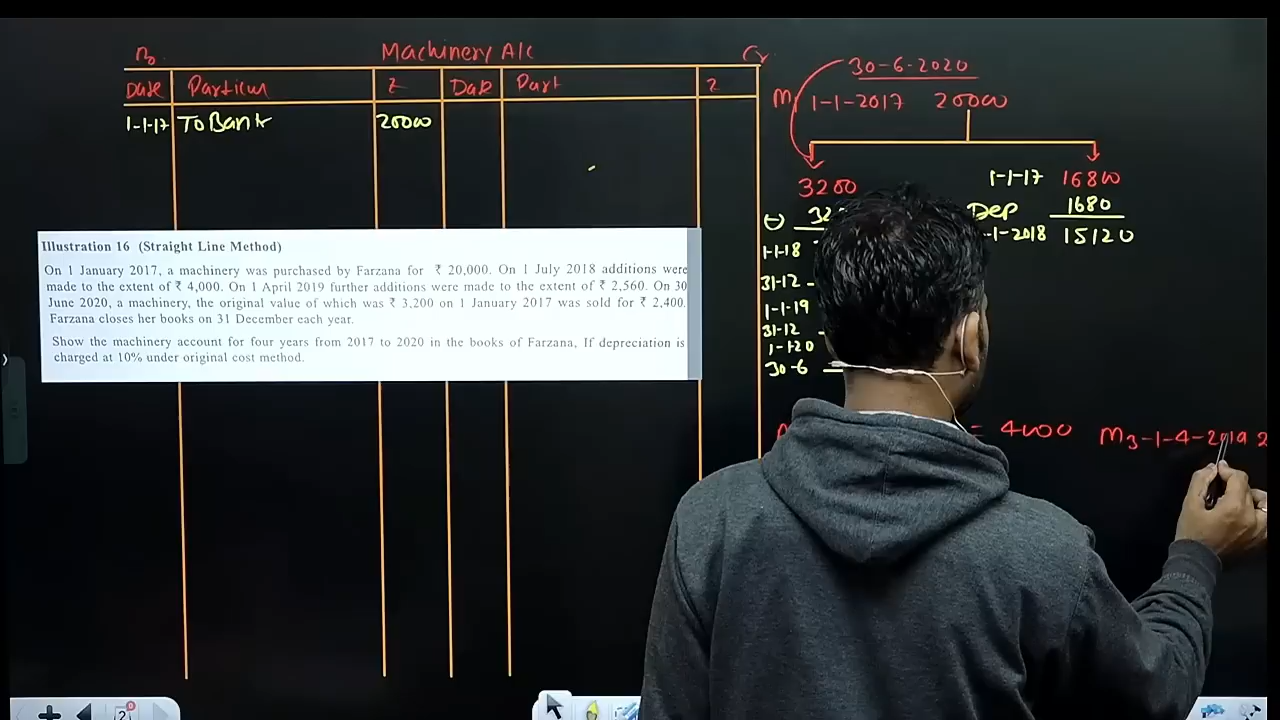 Dr. Machinery A/c Cr
Date Particu ₹ Date Part ₹
1-1-17 To Bank 20000
Illustration 16 (Straight Line Method)
On 1 January 2017, a machinery was purchased by Farzana for ₹ 20,000. On 1 July 2018 additions were
made to the extent of ₹ 4,000. On 1 April 2019 further additions were made to the extent of ₹ 2,560. On 30
June 2020, a machinery, the original value of which was ₹ 3,200 on 1 January 2017 was sold for ₹ 2,400.
Farzana closes her books on 31 December each year.
Show the machinery account for four years from 2017 to 2020 in the books of Farzana, If depreciation is
charged at 10% under original cost method.
30-6-2020
1-1-2017 20000
3200
1-1-17 16800
(-) 32
Dep 1680
1-1-18
-1-2018 15120
31-12 -
1-1-19
31-12
1-1-20
30-6
= 4000 M3-1-4-2019 2
2